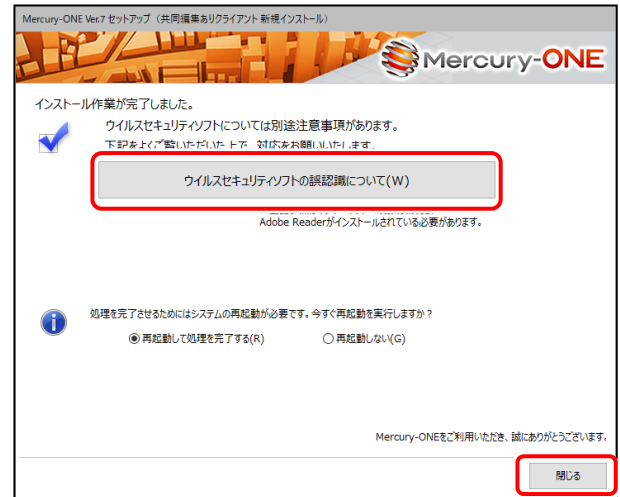 Mercury-ONE Ver.7 セットアップ（共同編集ありクライアント 新規インストール）
Mercury-ONE
インストール作業が完了しました。
ウイルスセキュリティソフトについては別途注意事項があります。
下記をよくご覧いただいた上で、対応をお願いいたします。
ウイルスセキュリティソフトの誤認識について(W)
Adobe Readerがインストールされている必要があります。
処理を完了させるためにはシステムの再起動が必要です。今すぐ再起動を実行しますか？
再起動して処理を完了する(R)
再起動しない(G)
Mercury-ONEをご利用いただき、誠にありがとうございます。
閉じる